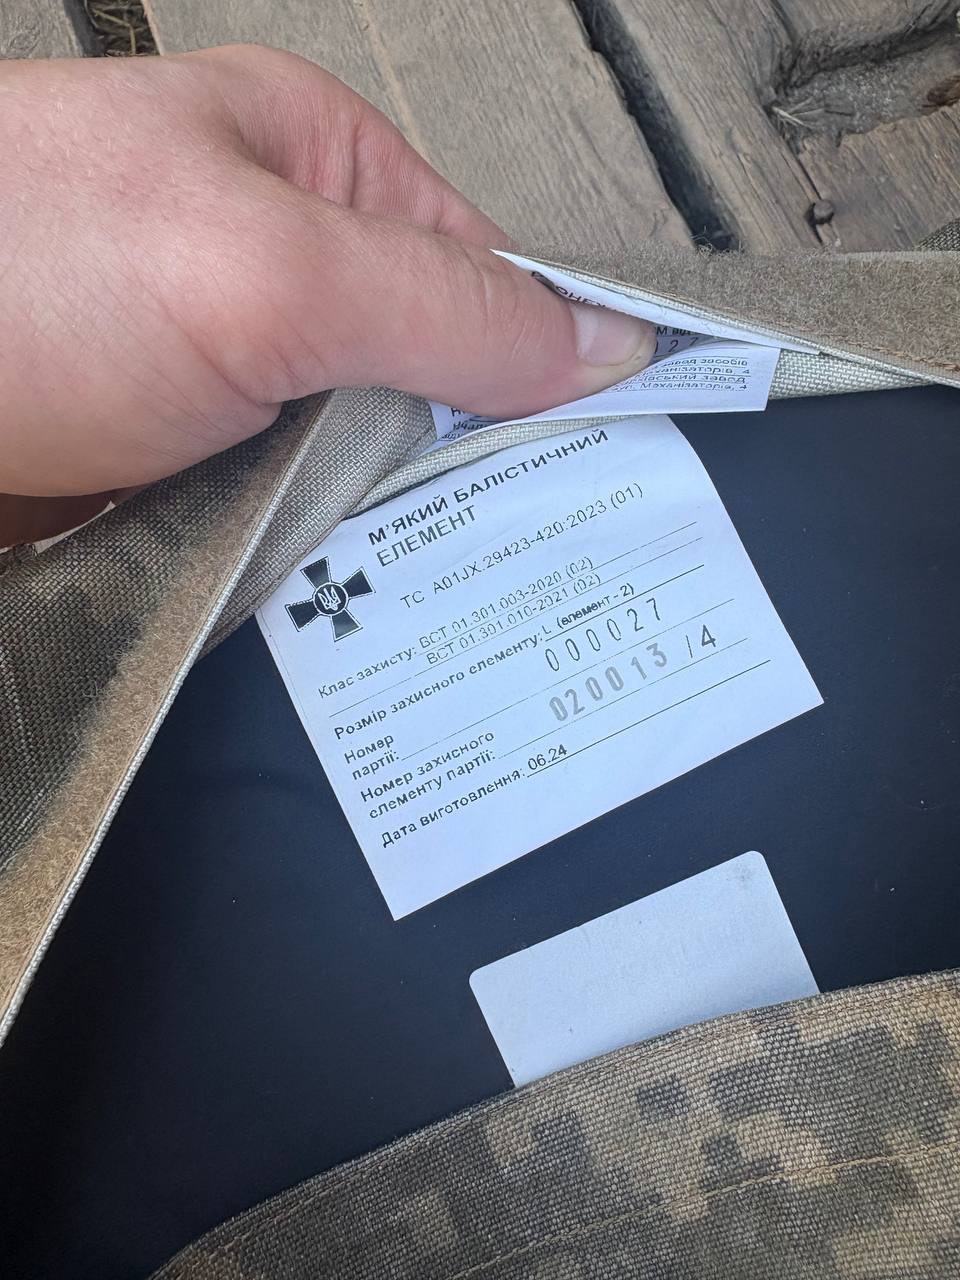 027
М'ЯКИЙ БАЛІСТИЧНИЙ
ЕЛЕМЕНТ
ТС А01JX.29423-420:2023 (01)
Клас захисту: ВСТ 01.301.003-2020 (02)
ВСТ 01.301.010-2021 (02)
Розмір захисного елементу: L (елемент-2)
Номер
партії: 000027
Номер захисного
елементу партії: 020013 /4
Дата виготовлення: 06.24